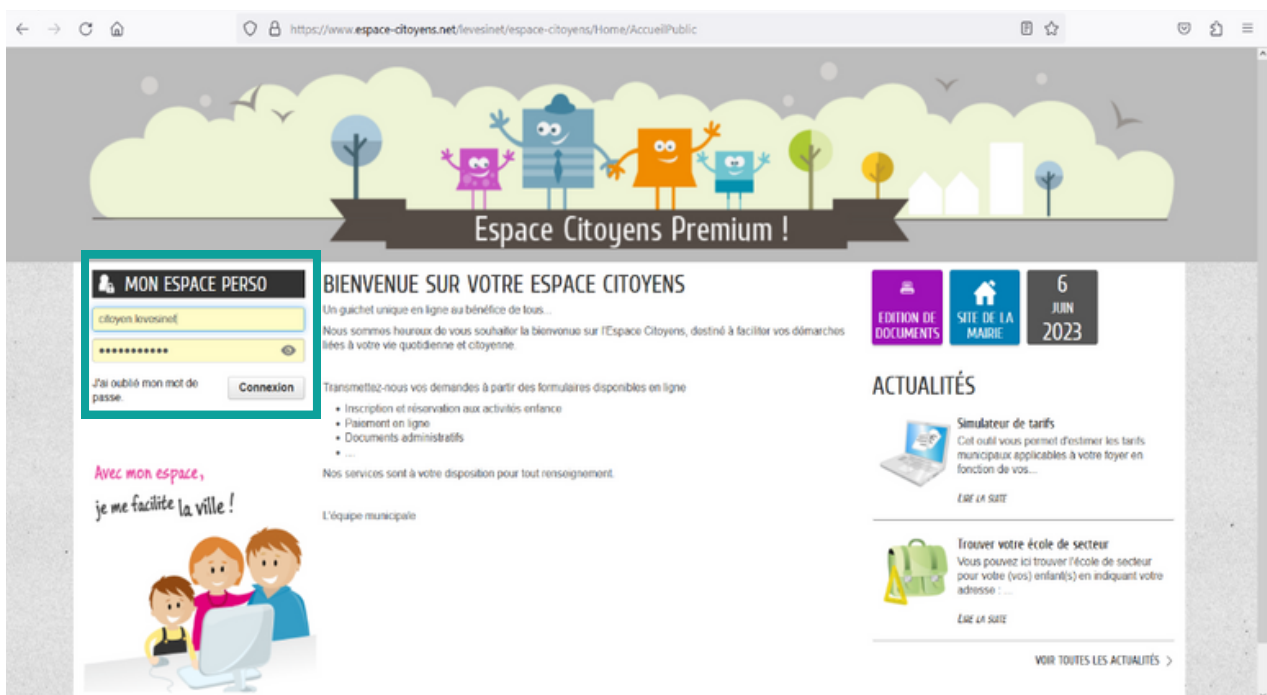 https://www.espace-citoyens.net/levesinet/espace-citoyens/Home/AccueilPublic
Espace Citoyens Premium !
MON ESPACE PERSO
citoyen.levesinet
J'ai oublié mon mot de
passe.
Connexion
Avec mon espace,
je me facilite la ville !
BIENVENUE SUR VOTRE ESPACE CITOYENS
Un guichet unique en ligne au bénéfice de tous...
Nous sommes heureux de vous souhaiter la bienvenue sur l'Espace Citoyens, destiné à faciliter vos démarches
liées à votre vie quotidienne et citoyenne.
Transmettez-nous vos demandes à partir des formulaires disponibles en ligne
• Inscription et réservation aux activités enfance
• Paiement en ligne
• Documents administratifs
• ...
Nos services sont à votre disposition pour tout renseignement.
L'équipe municipale
EDITION DE
DOCUMENTS
SITE DE LA
MAIRIE
6
JUIN
2023
ACTUALITÉS
Simulateur de tarifs
Cet outil vous permet d'estimer les tarifs
municipaux applicables à votre foyer en
fonction de vos...
LIRE LA SUITE
Trouver votre école de secteur
Vous pouvez ici trouver l'école de secteur
pour votre (vos) enfant(s) en indiquant votre
adresse : ...
LIRE LA SUITE
VOIR TOUTES LES ACTUALITÉS >